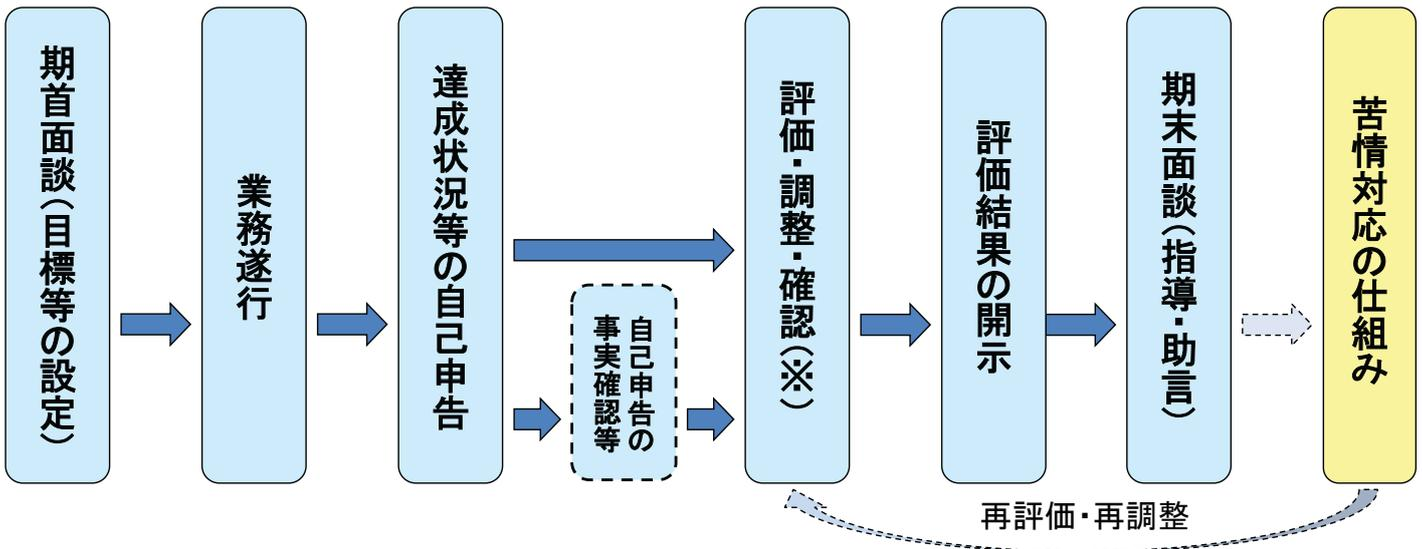 期首面談(目標等の設定)
業務遂行
達成状況等の自己申告
自己申告の
事実確認等
評価・調整・確認(※)
評価結果の開示
期末面談(指導・助言)
苦情対応の仕組み
再評価・再調整